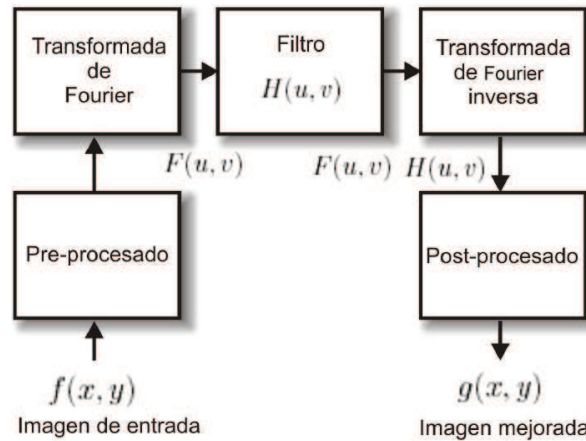 Transformada
de
Fourier
Filtro
H(u, v)
Transformada
de Fourier
inversa
F(u, v)
F(u, v) H(u, v)
Pre-procesado
Post-procesado
f(x, y)
Imagen de entrada
g(x, y)
Imagen mejorada